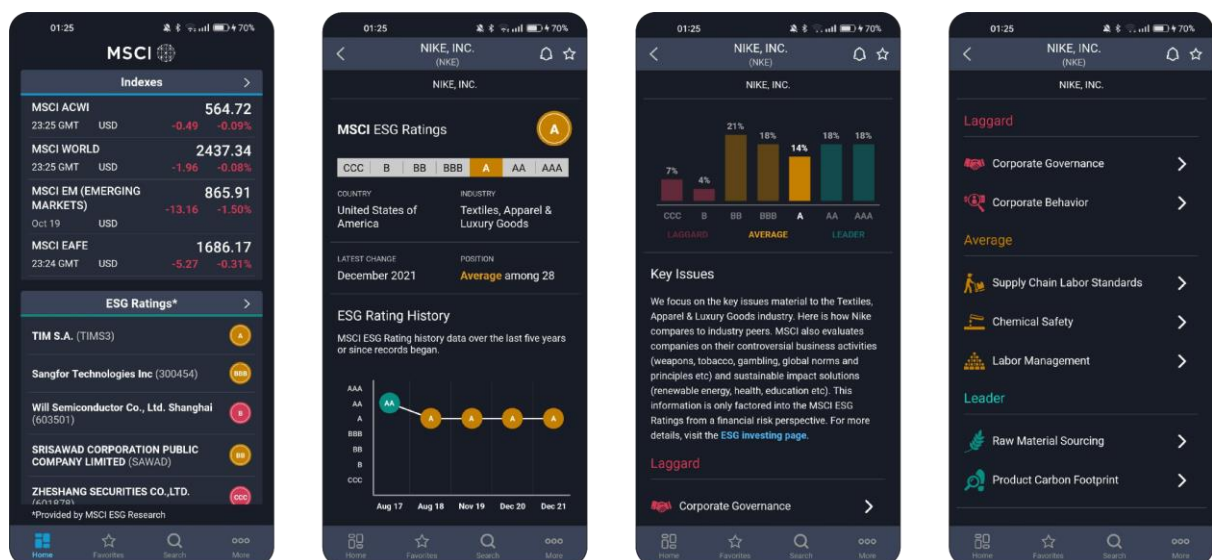 01:25
70%
MSCI
Indexes
MSCI ACWI 564.72
23:25 GMT USD -0.49 -0.09%
MSCI WORLD 2437.34
23:25 GMT USD -1.96 -0.08%
MSCI EM (EMERGING 865.91
MARKETS) -13.16 -1.50%
Oct 19 USD
MSCI EAFE 1686.17
23:24 GMT USD -5.27 -0.31%
ESG Ratings*
TIM S.A. (TIMS3) A
Sangfor Technologies Inc (300454) BBB
Will Semiconductor Co., Ltd. Shanghai
(603501) B
SRISAWAD CORPORATION PUBLIC
COMPANY LIMITED (SAWAD) BB
ZHESHANG SECURITIES CO.,LTD.
(601878) CCC
*Provided by MSCI ESG Research
Home Favorites Search More
01:25
70%
NIKE, INC.
(NKE)
NIKE, INC.
MSCI ESG Ratings A
CCC B BB BBB A AA AAA
COUNTRY INDUSTRY
United States of Textiles, Apparel &
America Luxury Goods
LATEST CHANGE POSITION
December 2021 Average among 28
ESG Rating History
MSCI ESG Rating history data over the last five years
or since records began.
AAA
AA AA
A A A A A
BBB
BB
B
CCC
Aug 17 Aug 18 Nov 19 Dec 20 Dec 21
Home Favorites Search More
01:25
70%
NIKE, INC.
(NKE)
NIKE, INC.
7% 4% 21% 18% 14% 18% 18%
CCC B BB BBB A AA AAA
LAGGARD AVERAGE LEADER
Key Issues
We focus on the key issues material to the Textiles,
Apparel & Luxury Goods industry. Here is how Nike
compares to industry peers. MSCI also evaluates
companies on their controversial business activities
(weapons, tobacco, gambling, global norms and
principles etc) and sustainable impact solutions
(renewable energy, health, education etc). This
information is only factored into the MSCI ESG
Ratings from a financial risk perspective. For more
details, visit the ESG investing page.
Laggard
Corporate Governance
Home Favorites Search More
01:25
70%
NIKE, INC.
(NKE)
NIKE, INC.
Laggard
Corporate Governance
Corporate Behavior
Average
Supply Chain Labor Standards
Chemical Safety
Labor Management
Leader
Raw Material Sourcing
Product Carbon Footprint
Home Favorites Search More